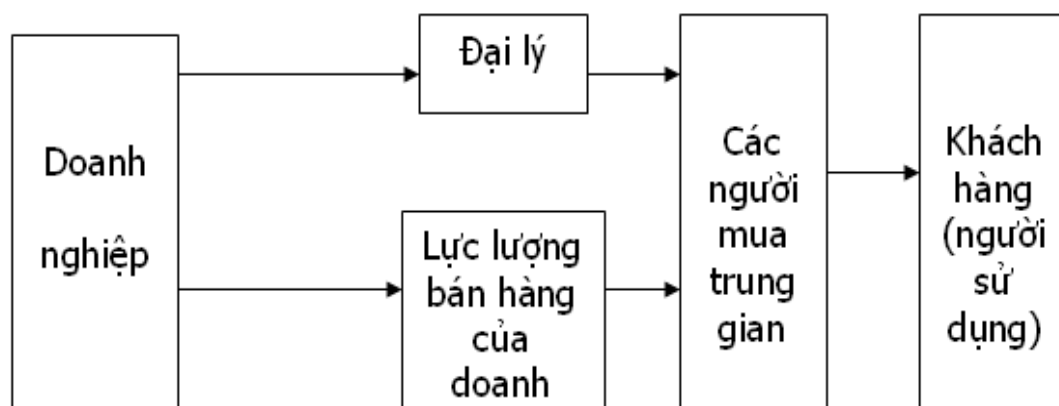 Doanh
nghiệp
Đại lý
Lực lượng
bán hàng
của
doanh
Các
người
mua
trung
gian
Khách
hàng
(người
sử
dụng)